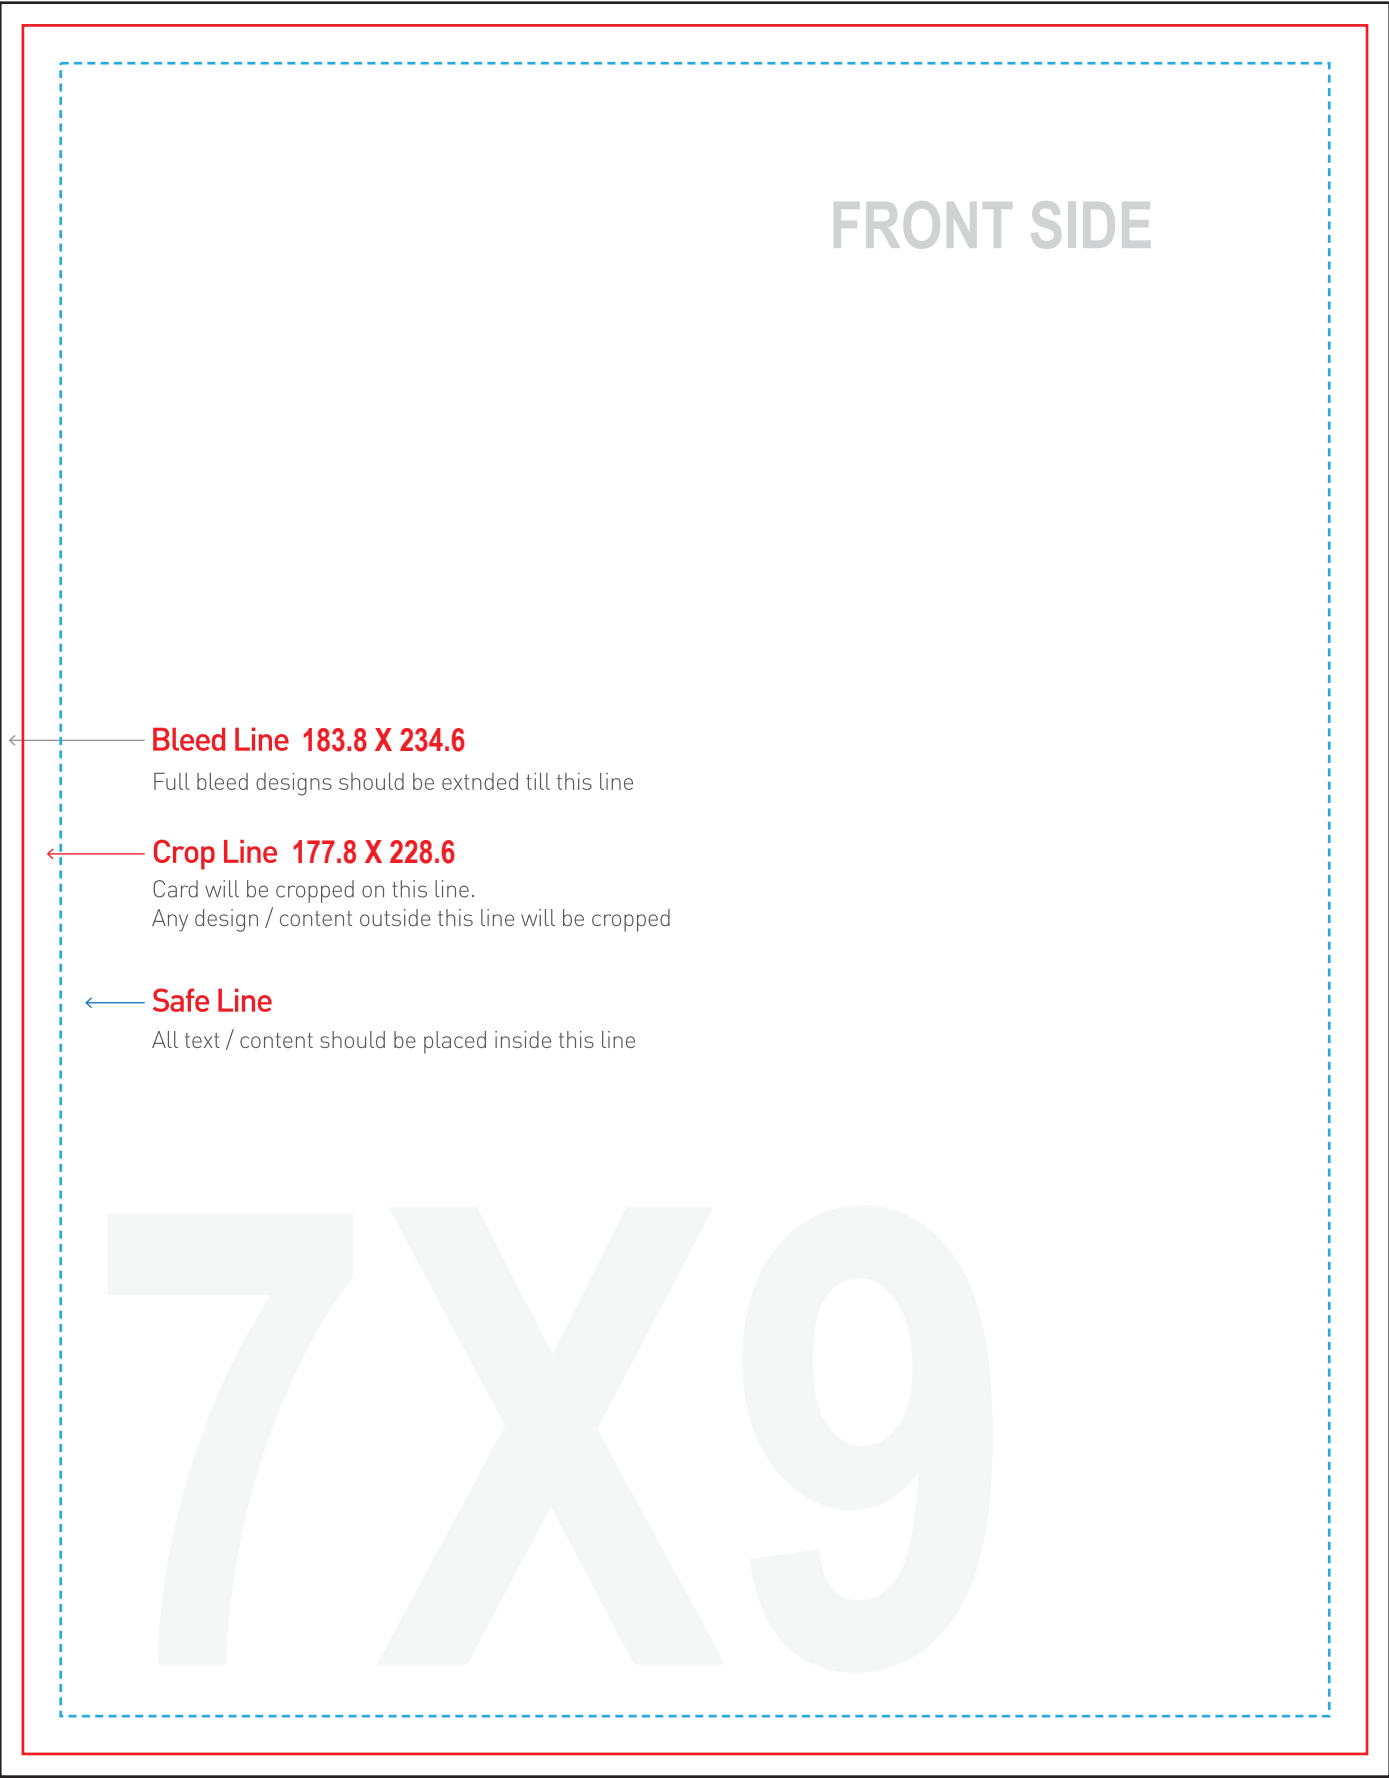 FRONT SIDE
Bleed Line 183.8 X 234.6
Full bleed designs should be extnded till this line
Crop Line 177.8 X 228.6
Card will be cropped on this line.
Any design / content outside this line will be cropped
Safe Line
All text / content should be placed inside this line
7X9